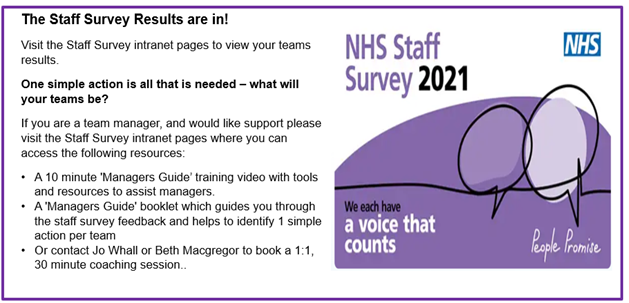 The Staff Survey Results are in!
Visit the Staff Survey intranet pages to view your teams
results.
One simple action is all that is needed – what will
your teams be?
If you are a team manager, and would like support please
visit the Staff Survey intranet pages where you can
access the following resources:
• A 10 minute 'Managers Guide' training video with tools
and resources to assist managers.
• A 'Managers Guide' booklet which guides you through
the staff survey feedback and helps to identify 1 simple
action per team
• Or contact Jo Whall or Beth Macgregor to book a 1:1,
30 minute coaching session..
NHS Staff
Survey 2021
NHS
We each have
a voice that
counts
People Promise